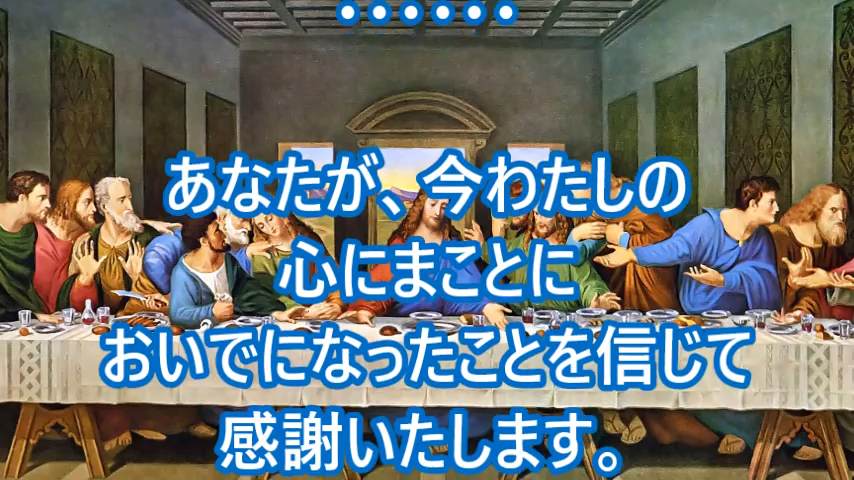 ••••••
あなたが、今わたしの
心にまことに
おいでになったことを信じて
感謝いたします。